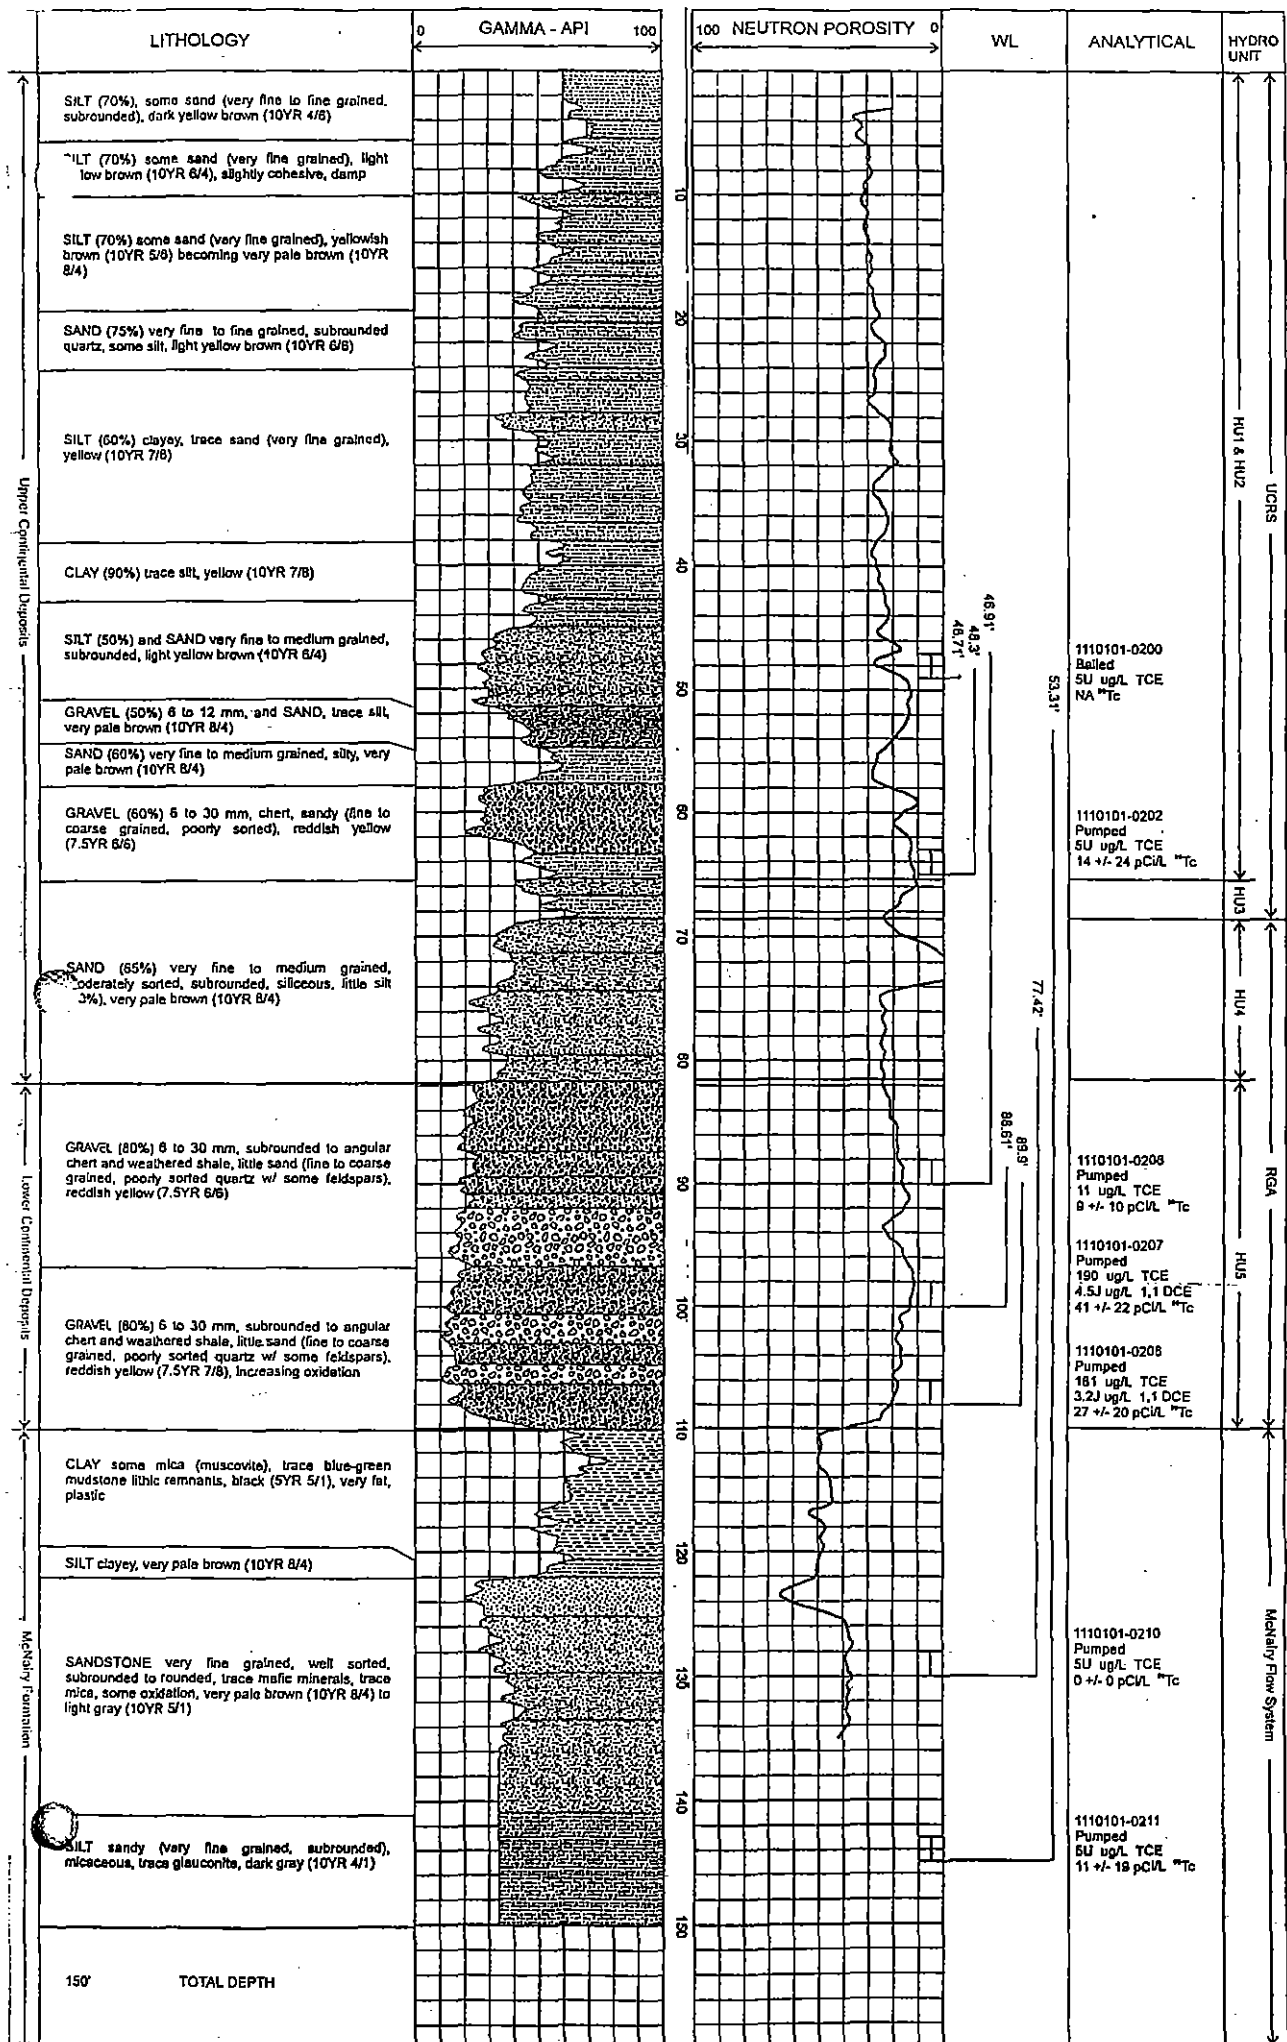 LITHOLOGY
0 GAMMA - API 100
100 NEUTRON POROSITY 0
WL
ANALYTICAL
HYDRO
UNIT
SILT (70%), some sand (very fine to fine grained,
subrounded), dark yellow brown (10YR 4/6)
ILT (70%) some sand (very fine grained), light
low brown (10YR 6/4), slightly cohesive, damp
SILT (70%) some sand (very fine grained), yellowish
brown (10YR 5/8) becoming very pale brown (10YR
8/4)
SAND (75%) very fine to fine grained, subrounded
quartz, some silt, light yellow brown (10YR 6/6)
SILT (60%) clayey, trace sand (very fine grained),
yellow (10YR 7/8)
CLAY (90%) trace silt, yellow (10YR 7/8)
SILT (50%) and SAND very fine to medium grained,
subrounded, light yellow brown (10YR 6/4)
GRAVEL (50%) 6 to 12 mm, and SAND, trace silt,
very pale brown (10YR 8/4)
SAND (60%) very fine to medium grained, silty, very
pale brown (10YR 8/4)
GRAVEL (60%) 6 to 30 mm, chert, sandy (fine to
coarse grained, poorly sorted), reddish yellow
(7.5YR 6/6)
SAND (65%) very fine to medium grained,
oderately sorted, subrounded, siliceous, little silt
3%), very pale brown (10YR 8/4)
GRAVEL (80%) 6 to 30 mm, subrounded to angular
chert and weathered shale, little sand (fine to coarse
grained, poorly sorted quartz w/ some feldspars),
reddish yellow (7.5YR 6/6)
GRAVEL (80%) 6 to 30 mm, subrounded to angular
chert and weathered shale, little sand (fine to coarse
grained, poorly sorted quartz w/ some feldspars),
reddish yellow (7.5YR 7/8), increasing oxidation
CLAY some mica (muscovite), trace blue-green
mudstone lithic remnants, black (5YR 5/1), very fat,
plastic
SILT clayey, very pale brown (10YR 8/4)
SANDSTONE very fine grained, well sorted,
subrounded to rounded, trace mafic minerals, trace
mica, some oxidation, very pale brown (10YR 8/4) to
light gray (10YR 5/1)
SILT sandy (very fine grained, subrounded),
micaceous, trace glauconite, dark gray (10YR 4/1)
150' TOTAL DEPTH
Upper Continental Deposits
Lower Continental Deposits
McNairy Formation
10
20
30
40
50
60
70
80
90
100
110
120
130
140
150
46.91'
48.3'
46.71'
53.31'
77.42'
88.61'
89.9'
1110101-0200
Bailed
5U ug/L TCE
NA ⁹⁹Tc
1110101-0202
Pumped
5U ug/L TCE
14 +/- 24 pCi/L ⁹⁹Tc
1110101-0206
Pumped
11 ug/L TCE
9 +/- 10 pCi/L ⁹⁹Tc
1110101-0207
Pumped
190 ug/L TCE
4.5J ug/L 1,1 DCE
41 +/- 22 pCi/L ⁹⁹Tc
1110101-0208
Pumped
161 ug/L TCE
3.2J ug/L 1,1 DCE
27 +/- 20 pCi/L ⁹⁹Tc
1110101-0210
Pumped
5U ug/L TCE
0 +/- 0 pCi/L ⁹⁹Tc
1110101-0211
Pumped
5U ug/L TCE
11 +/- 19 pCi/L ⁹⁹Tc
HU1 & HU2
HU3
HU4
HU5
UCRS
RGA
McNairy Flow System